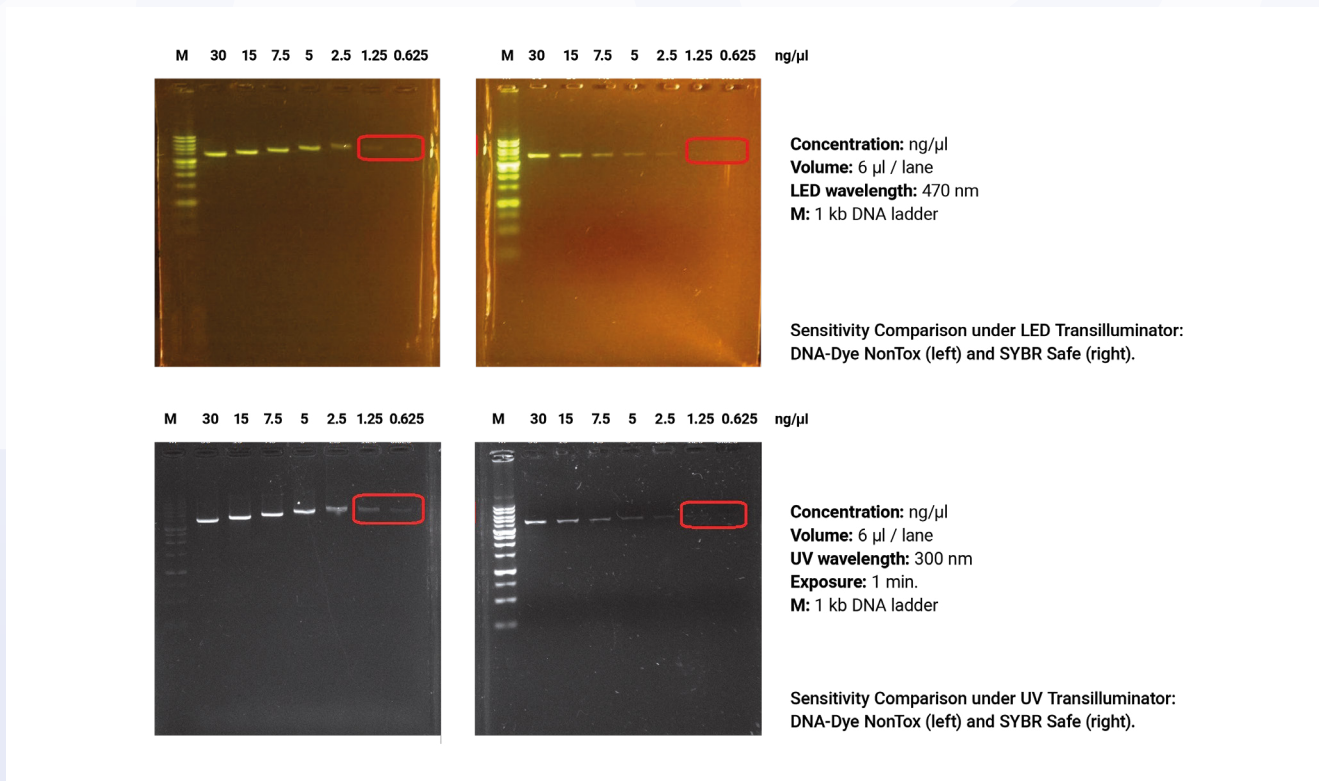 M 30 15 7.5 5 2.5 1.25 0.625
M 30 15 7.5 5 2.5 1.25 0.625 ng/µl
Concentration: ng/µl
Volume: 6 µl / lane
LED wavelength: 470 nm
M: 1 kb DNA ladder
Sensitivity Comparison under LED Transilluminator:
DNA-Dye NonTox (left) and SYBR Safe (right).
M 30 15 7.5 5 2.5 1.25 0.625
M 30 15 7.5 5 2.5 1.25 0.625 ng/µl
Concentration: ng/µl
Volume: 6 µl / lane
UV wavelength: 300 nm
Exposure: 1 min.
M: 1 kb DNA ladder
Sensitivity Comparison under UV Transilluminator:
DNA-Dye NonTox (left) and SYBR Safe (right).